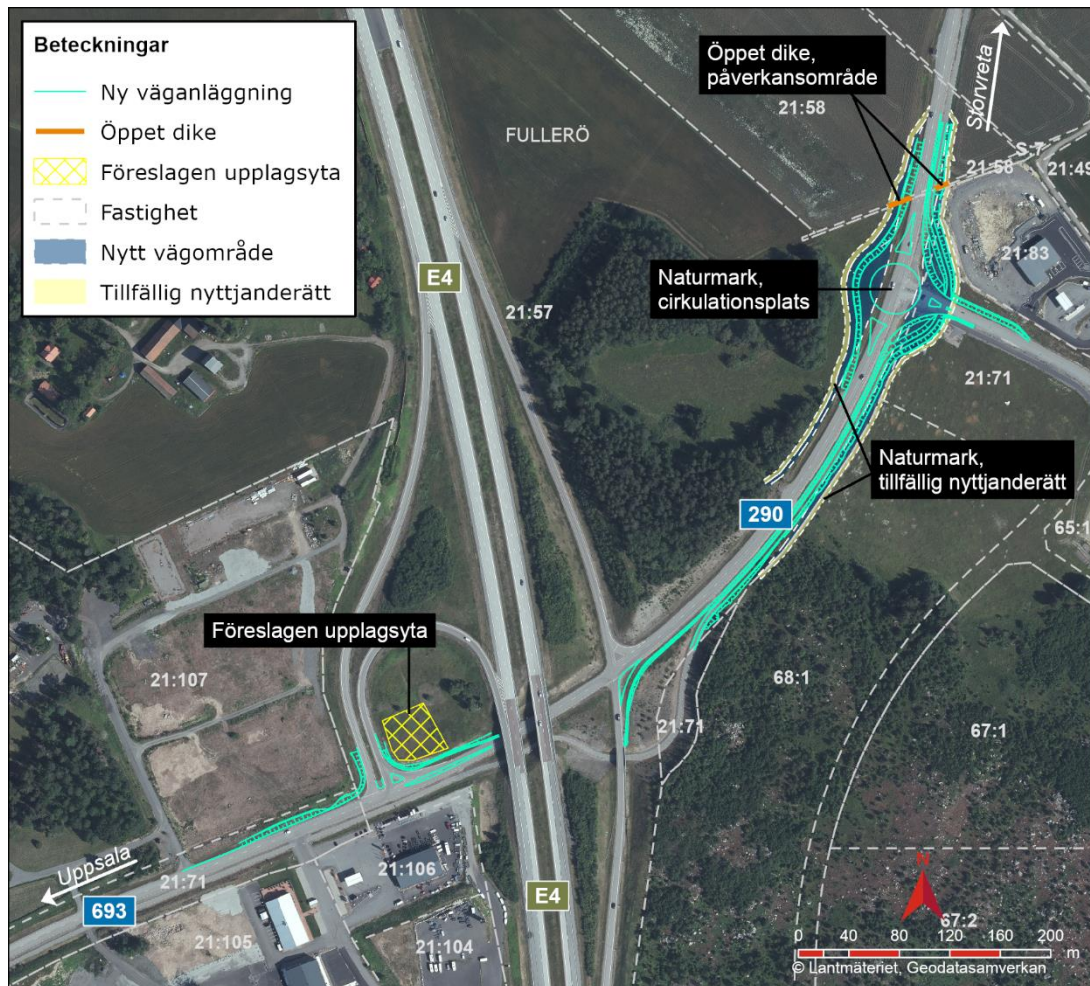 Beteckningar
Ny väganläggning
Öppet dike
Föreslagen upplagsyta
Fastighet
Nytt vägområde
Tillfällig nyttjanderätt
Öppet dike,
påverkansområde
21:58
Storvreta
FULLERÖ
S:7
21:58
21:49
21:83
E4
Naturmark,
cirkulationsplats
21:57
21:71
Naturmark,
tillfällig nyttjanderätt
290
65:1
Föreslagen upplagsyta
21:107
68:1
21:71
67:1
Uppsala
21:71
693
21:106
E4
21:105
21:104
N
67:2
0 40 80 120 160 200
m
© Lantmäteriet, Geodatasamverkan